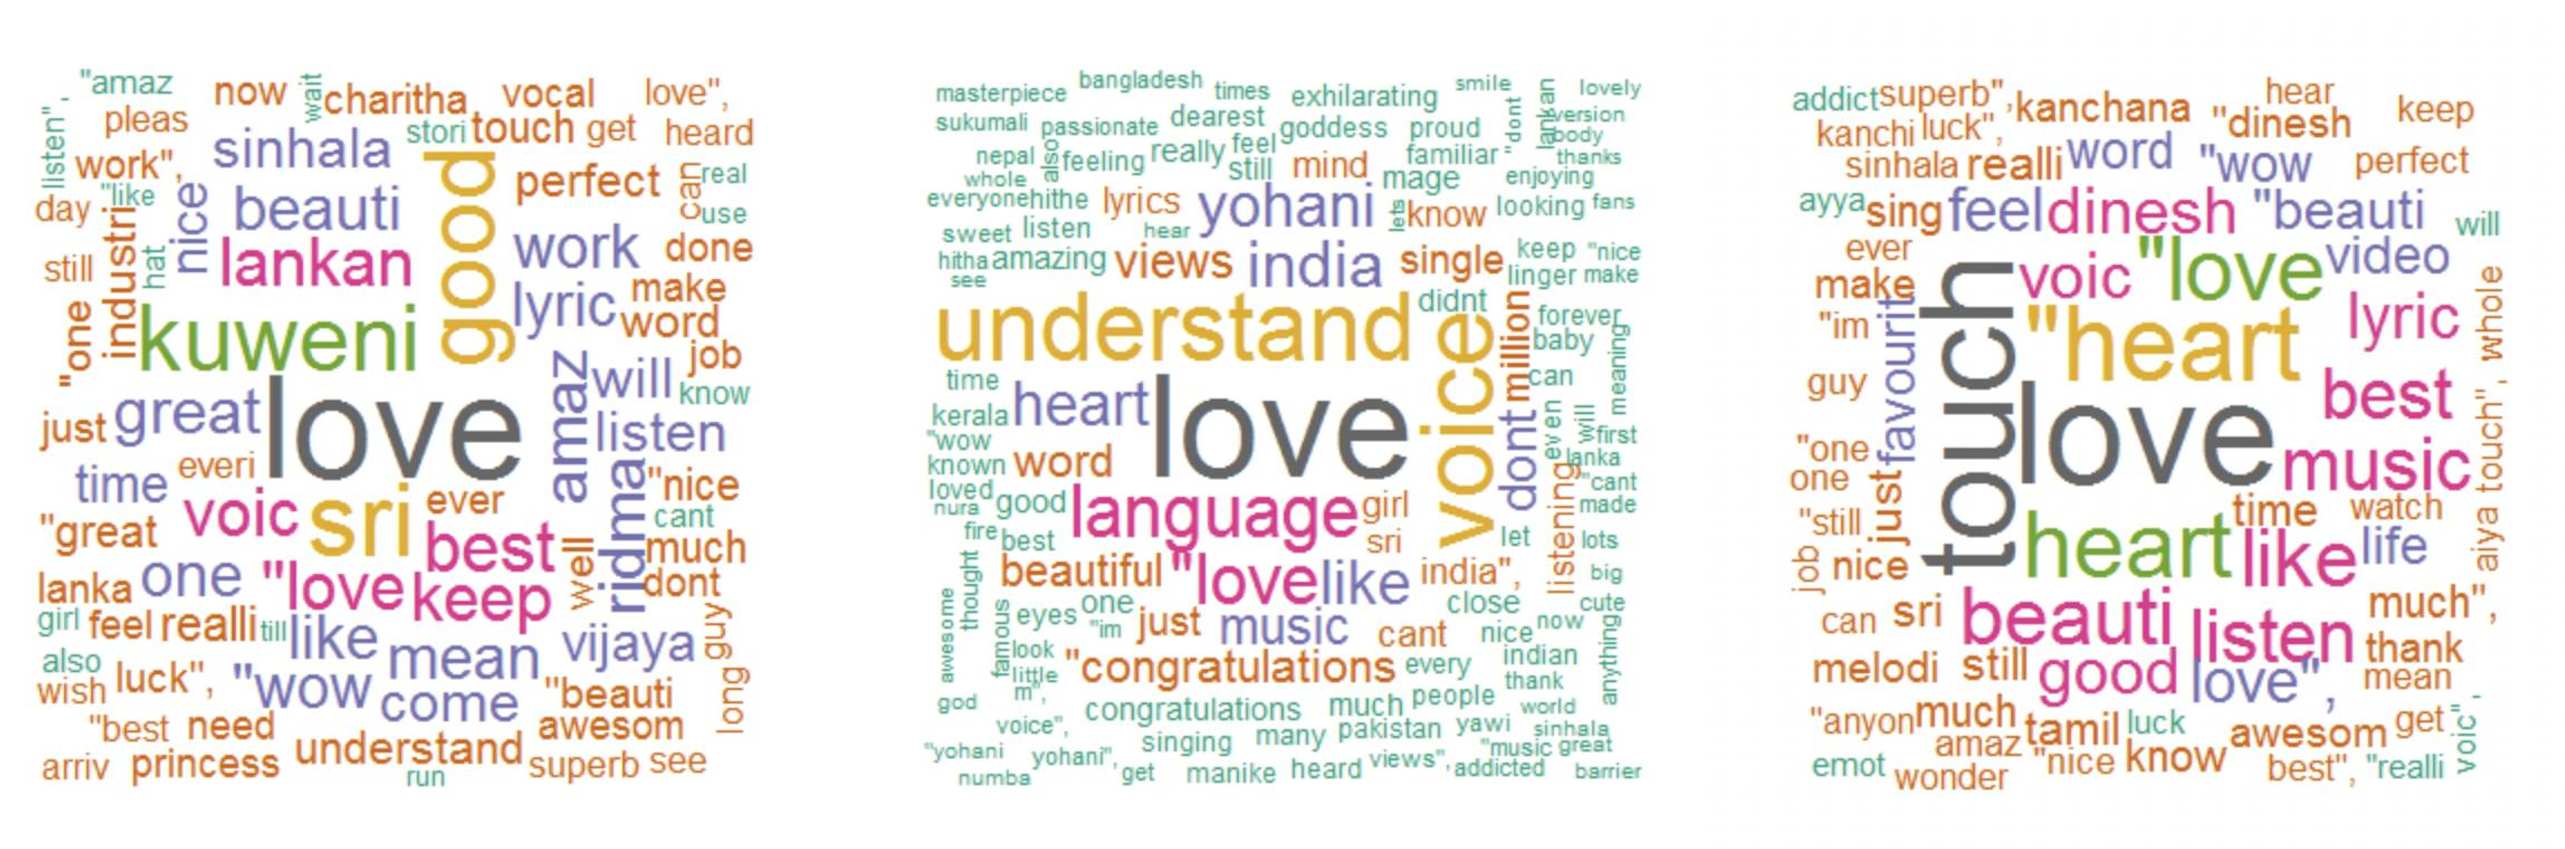 "amaz now wait charitha vocal love",
listen", pleas stori touch get heard
work", sinhala good perfect can real
day "like nice beauti use
still industri hat lankan work done
"one kuweni lyric make
word
job
just great love amaz will know
time everi listen
"great voic sri ever ridma "nice
cant
lanka one "love best well much
keep dont
girl feel realli till like mean vijaya guy
also
wish luck", "wow come "beauti long
"best need awesom
arriv princess understand superb see
run
masterpiece bangladesh times exhilarating smile lankan lovely
sukumali passionate dearest goddess proud "dont version
nepal also feeling really feel still mind familiar body
whole mage thanks
everyone hithe lyrics yohani lets know enjoying looking fans
sweet listen hear
hitha amazing views india single keep "nice
see linger make
understand voice didnt million forever
baby meaning
time heart love dont can
kerala even will
"wow first
known word lanka
loved good language girl listening "cant
nura sri made
fire best let lots
thought beautiful "love like india", big
awesome famous eyes one "im just music cant close nice now cute anything
look
little "congratulations every indian
god m", thank
congratulations much people world
voice", singing many pakistan yawi sinhala
"yohani yohani", "music great
numba get manike heard views", addicted barrier
addict superb", kanchana hear keep
kanchi luck", "dinesh
sinhala realli word "wow perfect
ayya sing feel dinesh "beauti will
ever touch voic "love video
make
"im favourit "heart lyric whole
guy love best
"one music touch",
one just
"still heart time watch aiya
job nice like life
can sri beauti listen much",
melodi still good love", thank
mean
"anyon much tamil luck awesom get voic",
amaz
emot wonder "nice know best", "realli